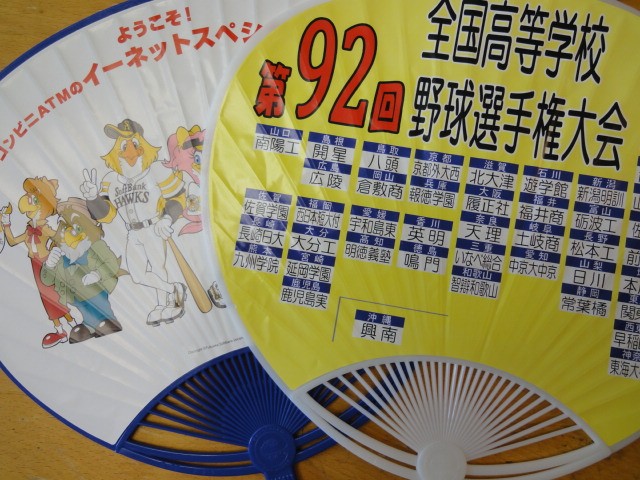 ようこそ!
コンビニATMのイーネットスペシ
SoftBank
HAWKS
第92回
全国高等学校
野球選手権大会
山口
南陽工
島根
開星
広島
広陵
鳥取
八頭
岡山
倉敷商
京都
京都外大西
兵庫
報徳学園
滋賀
北大津
大阪
履正社
奈良
天理
三重
いなべ総合
和歌山
智辯和歌山
石川
遊学館
福井
福井商
岐阜
土岐商
愛知
中京大中京
新潟
新潟明訓
富山
砺波工
長野
松本工
山梨
日川
静岡
常葉橘
佐賀
佐賀学園
長崎
長崎日大
熊本
九州学院
福岡
西日本短大付
大分
大分工
宮崎
延岡学園
鹿児島
鹿児島実
愛媛
宇和島東
高知
明徳義塾
香川
英明
徳島
鳴門
沖縄
興南
早稲
東海大